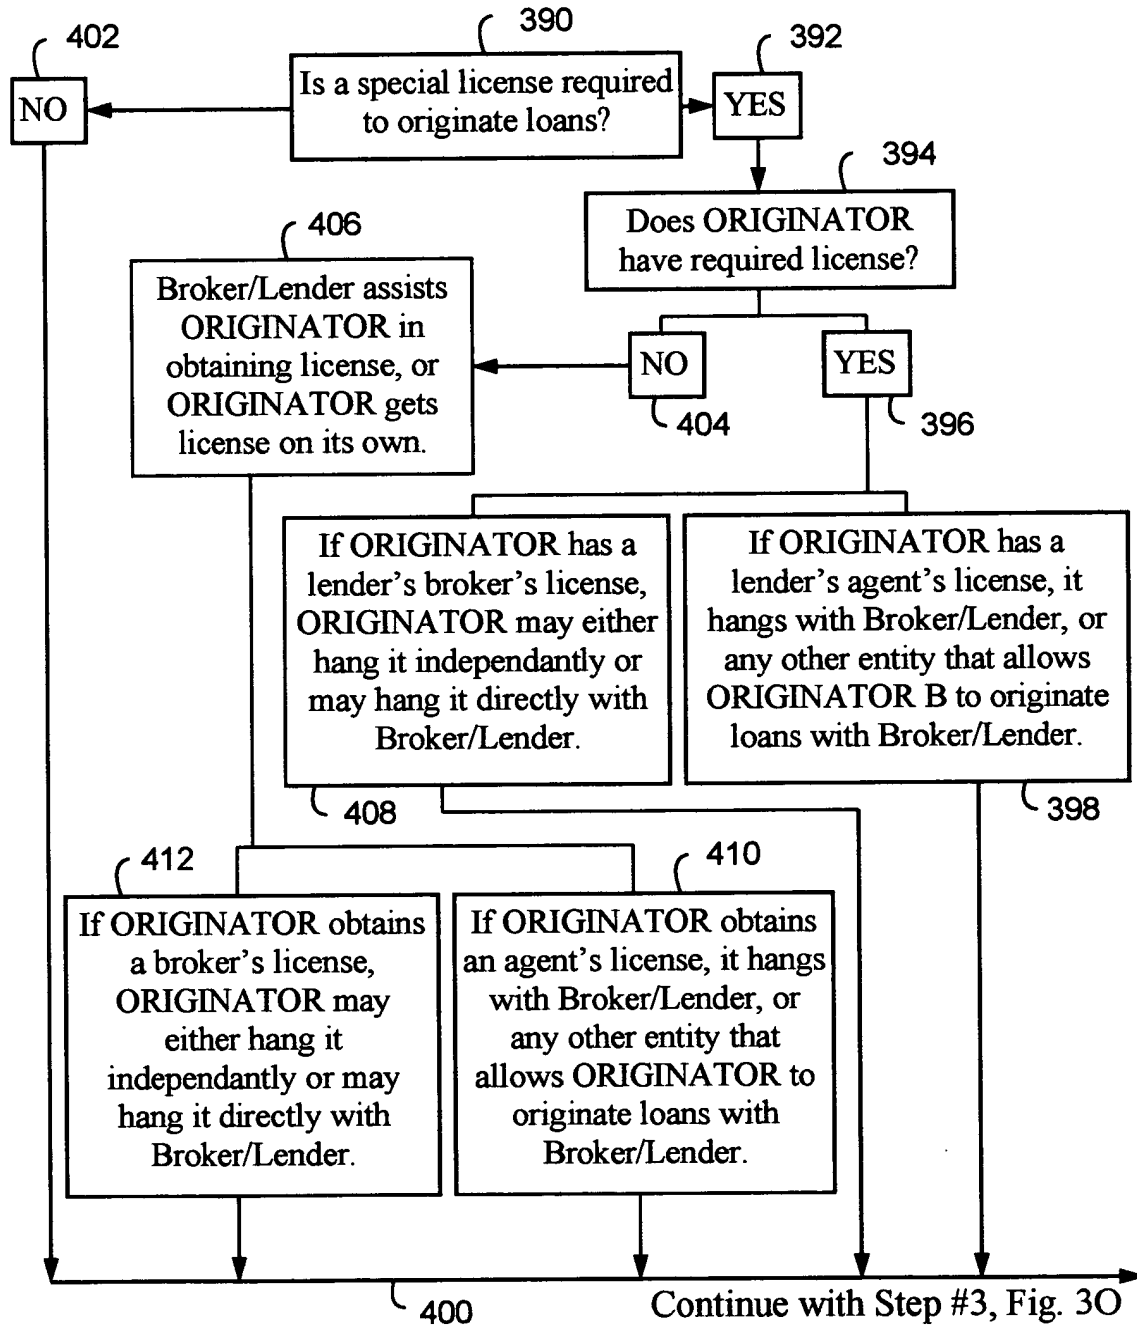 402
390
392
NO
Is a special license required
to originate loans?
YES
394
Does ORIGINATOR
have required license?
406
Broker/Lender assists
ORIGINATOR in
obtaining license, or
ORIGINATOR gets
license on its own.
NO
YES
404
396
If ORIGINATOR has a
lender's broker's license,
ORIGINATOR may either
hang it independantly or
may hang it directly with
Broker/Lender.
408
If ORIGINATOR has a
lender's agent's license, it
hangs with Broker/Lender, or
any other entity that allows
ORIGINATOR B to originate
loans with Broker/Lender.
398
412
If ORIGINATOR obtains
a broker's license,
ORIGINATOR may
either hang it
independantly or may
hang it directly with
Broker/Lender.
410
If ORIGINATOR obtains
an agent's license, it hangs
with Broker/Lender, or
any other entity that
allows ORIGINATOR to
originate loans with
Broker/Lender.
400
Continue with Step #3, Fig. 3O